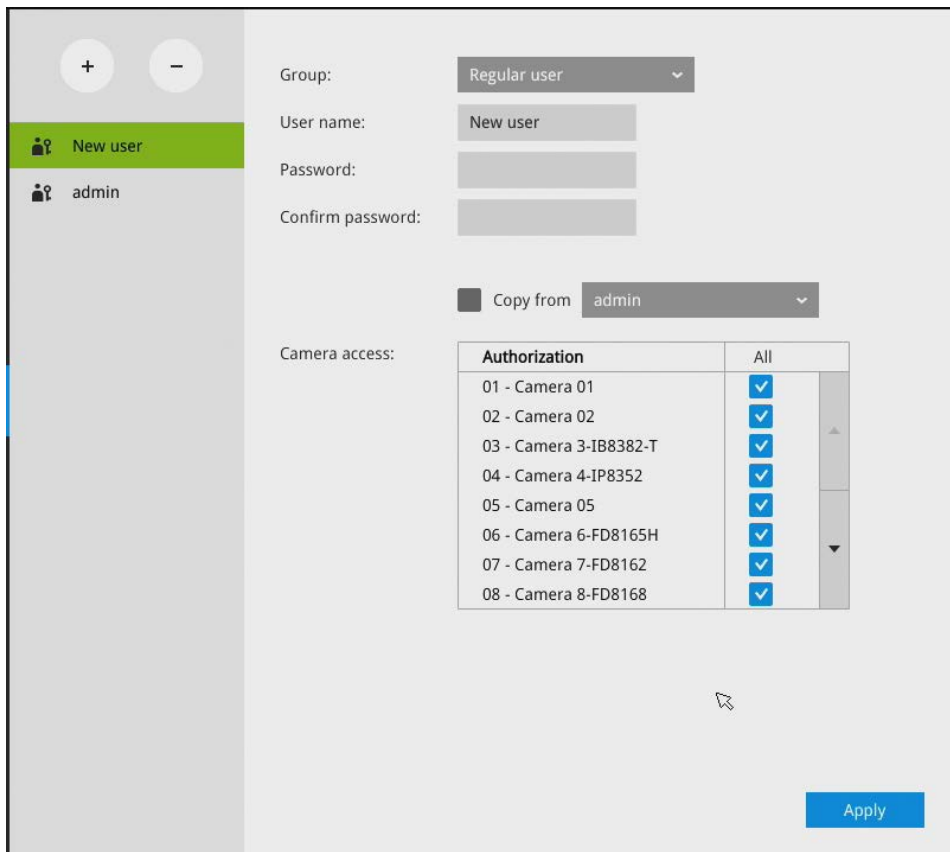 + −
New user
admin
Group: Regular user
User name: New user
Password:
Confirm password:
Copy from admin
Camera access:
Authorization All
01 - Camera 01
02 - Camera 02
03 - Camera 3-IB8382-T
04 - Camera 4-IP8352
05 - Camera 05
06 - Camera 6-FD8165H
07 - Camera 7-FD8162
08 - Camera 8-FD8168
Apply